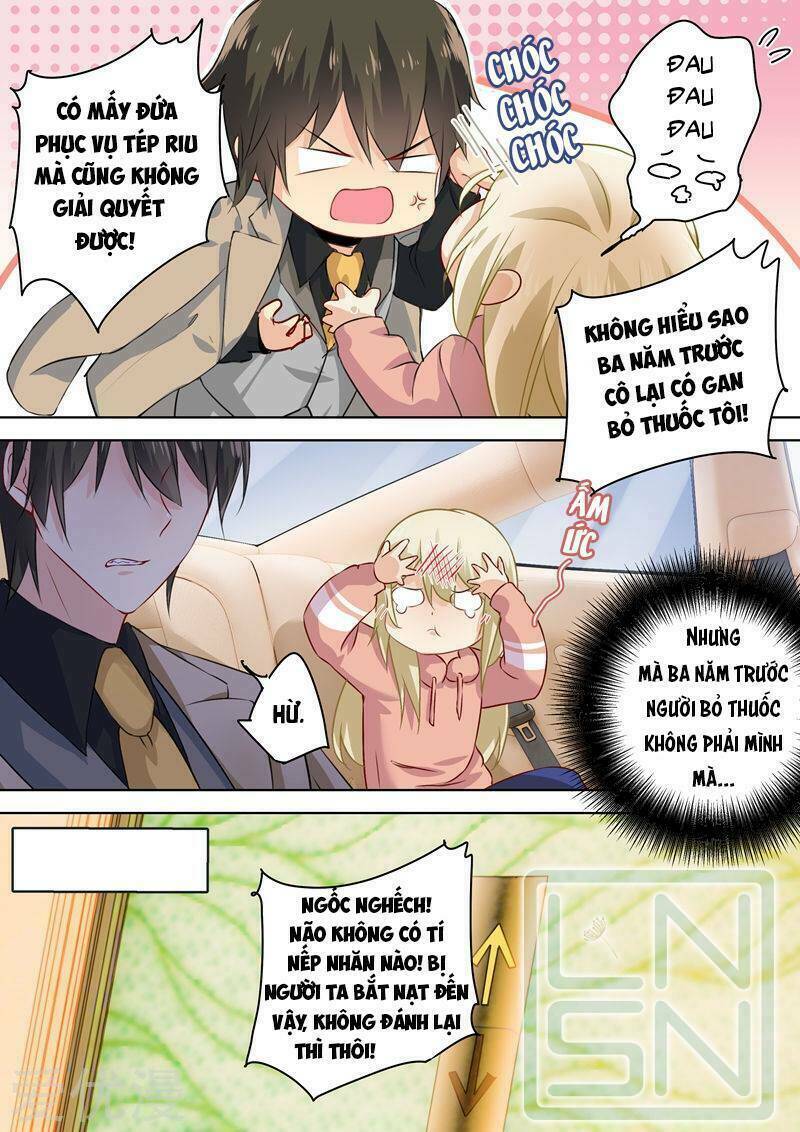 CÓ MẤY ĐỨA
PHỤC VỤ TÉP RIU
MÀ CŨNG KHÔNG
GIẢI QUYẾT
ĐƯỢC!
CHÓC
CHÓC
CHÓC
ĐAU
ĐAU
ĐAU
KHÔNG HIỂU SAO
BA NĂM TRƯỚC
CÔ LẠI CÓ GAN
BỎ THUỐC TÔI!
ẤM
ỨC
HỪ.
NHƯNG
MÀ BA NĂM TRƯỚC
NGƯỜI BỎ THUỐC
KHÔNG PHẢI MÌNH
MÀ...
NGỐC NGHẾCH!
NÃO KHÔNG CÓ TÍ
NẾP NHĂN NÀO! BỊ
NGƯỜI TA BẮT NẠT ĐẾN
VẬY, KHÔNG ĐÁNH LẠI
THÌ THÔI!
LN
SN